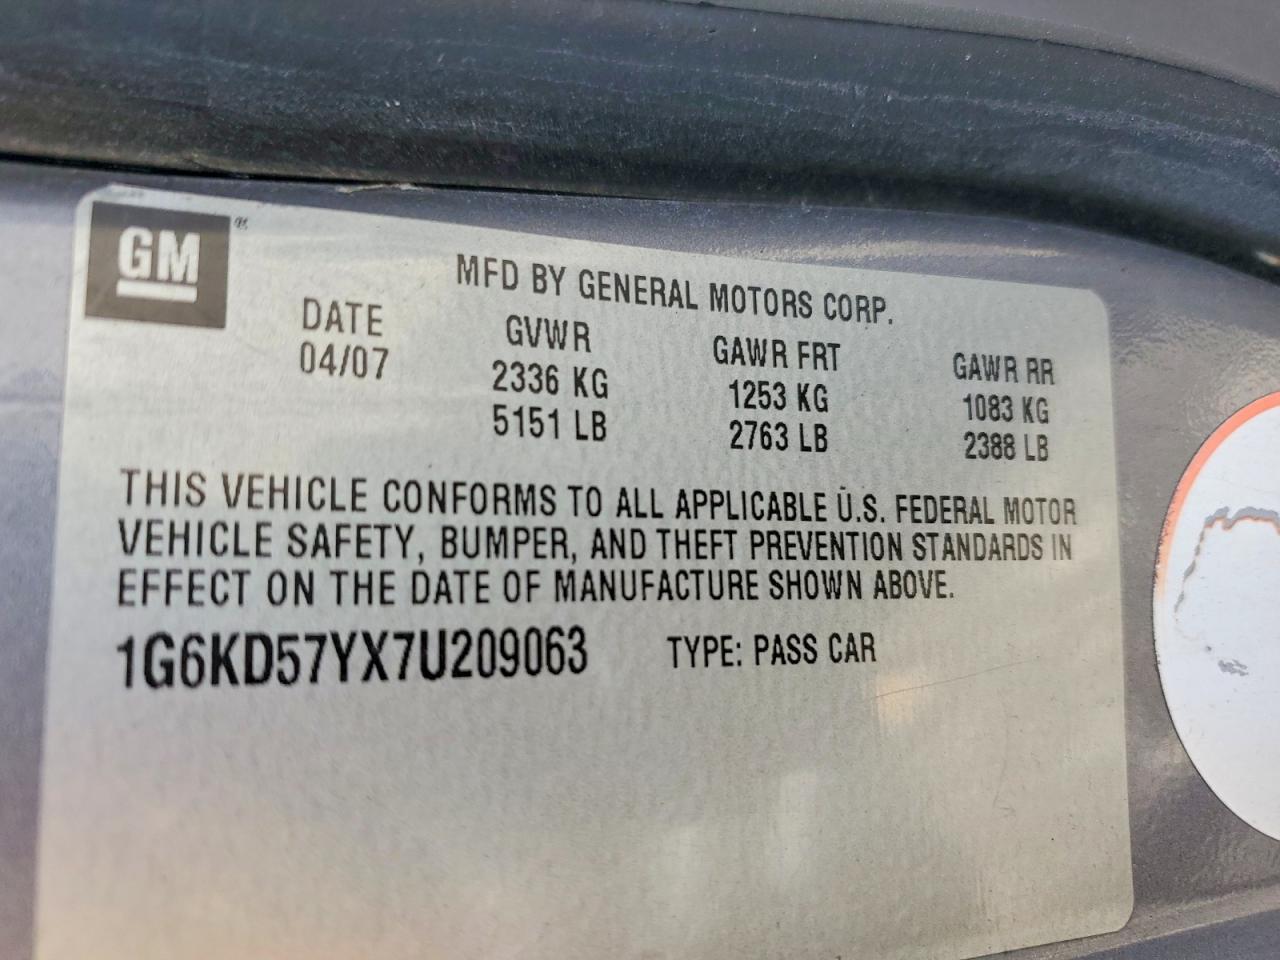 GM®
MFD BY GENERAL MOTORS CORP.
DATE GVWR GAWR FRT GAWR RR
04/07 2336 KG 1253 KG 1083 KG
5151 LB 2763 LB 2388 LB
THIS VEHICLE CONFORMS TO ALL APPLICABLE U.S. FEDERAL MOTOR
VEHICLE SAFETY, BUMPER, AND THEFT PREVENTION STANDARDS IN
EFFECT ON THE DATE OF MANUFACTURE SHOWN ABOVE.
1G6KD57YX7U209063 TYPE: PASS CAR